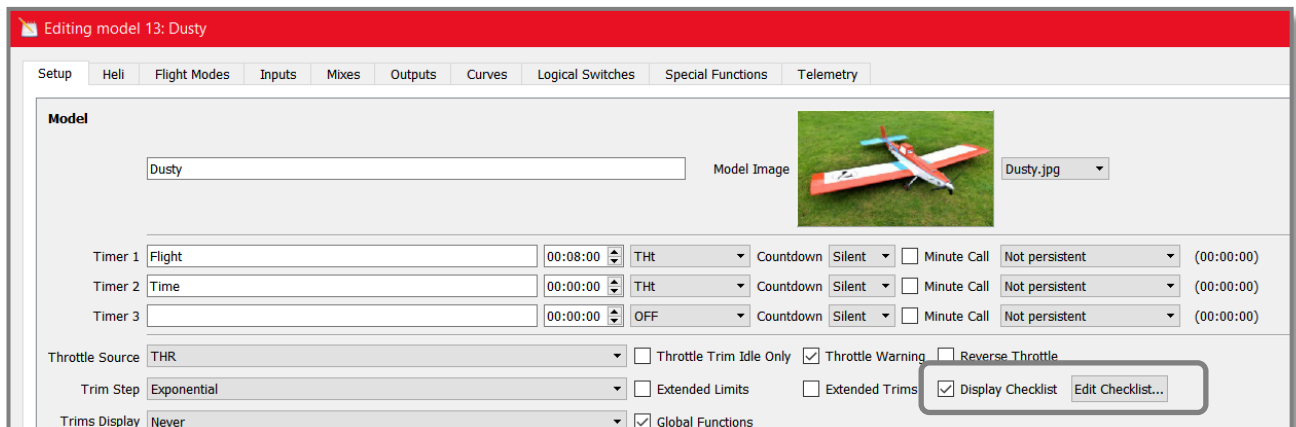 Editing model 13: Dusty
Setup Heli Flight Modes Inputs Mixes Outputs Curves Logical Switches Special Functions Telemetry
Model
Dusty Model Image Dusty.jpg
Timer 1 Flight 00:08:00 THt Countdown Silent Minute Call Not persistent (00:00:00)
Timer 2 Time 00:00:00 THt Countdown Silent Minute Call Not persistent (00:00:00)
Timer 3 00:00:00 OFF Countdown Silent Minute Call Not persistent (00:00:00)
Throttle Source THR Throttle Trim Idle Only Throttle Warning Reverse Throttle
Trim Step Exponential Extended Limits Extended Trims Display Checklist Edit Checklist...
Trims Display Never Global Functions